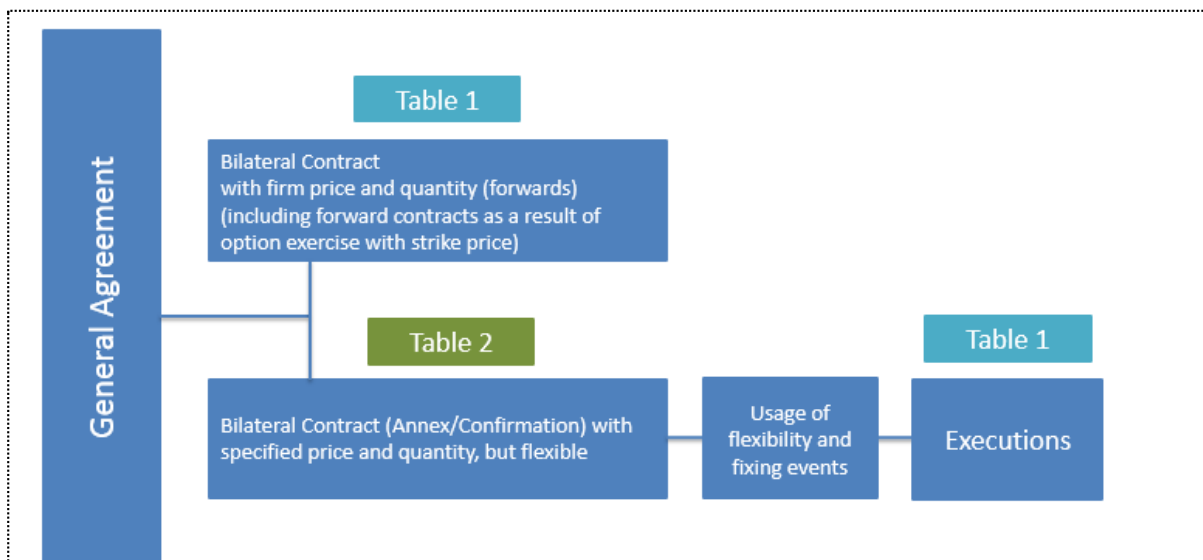 General Agreement
Table 1
Bilateral Contract
with firm price and quantity (forwards)
(including forward contracts as a result of
option exercise with strike price)
Table 2
Bilateral Contract (Annex/Confirmation) with
specified price and quantity, but flexible
Usage of
flexibility and
fixing events
Table 1
Executions